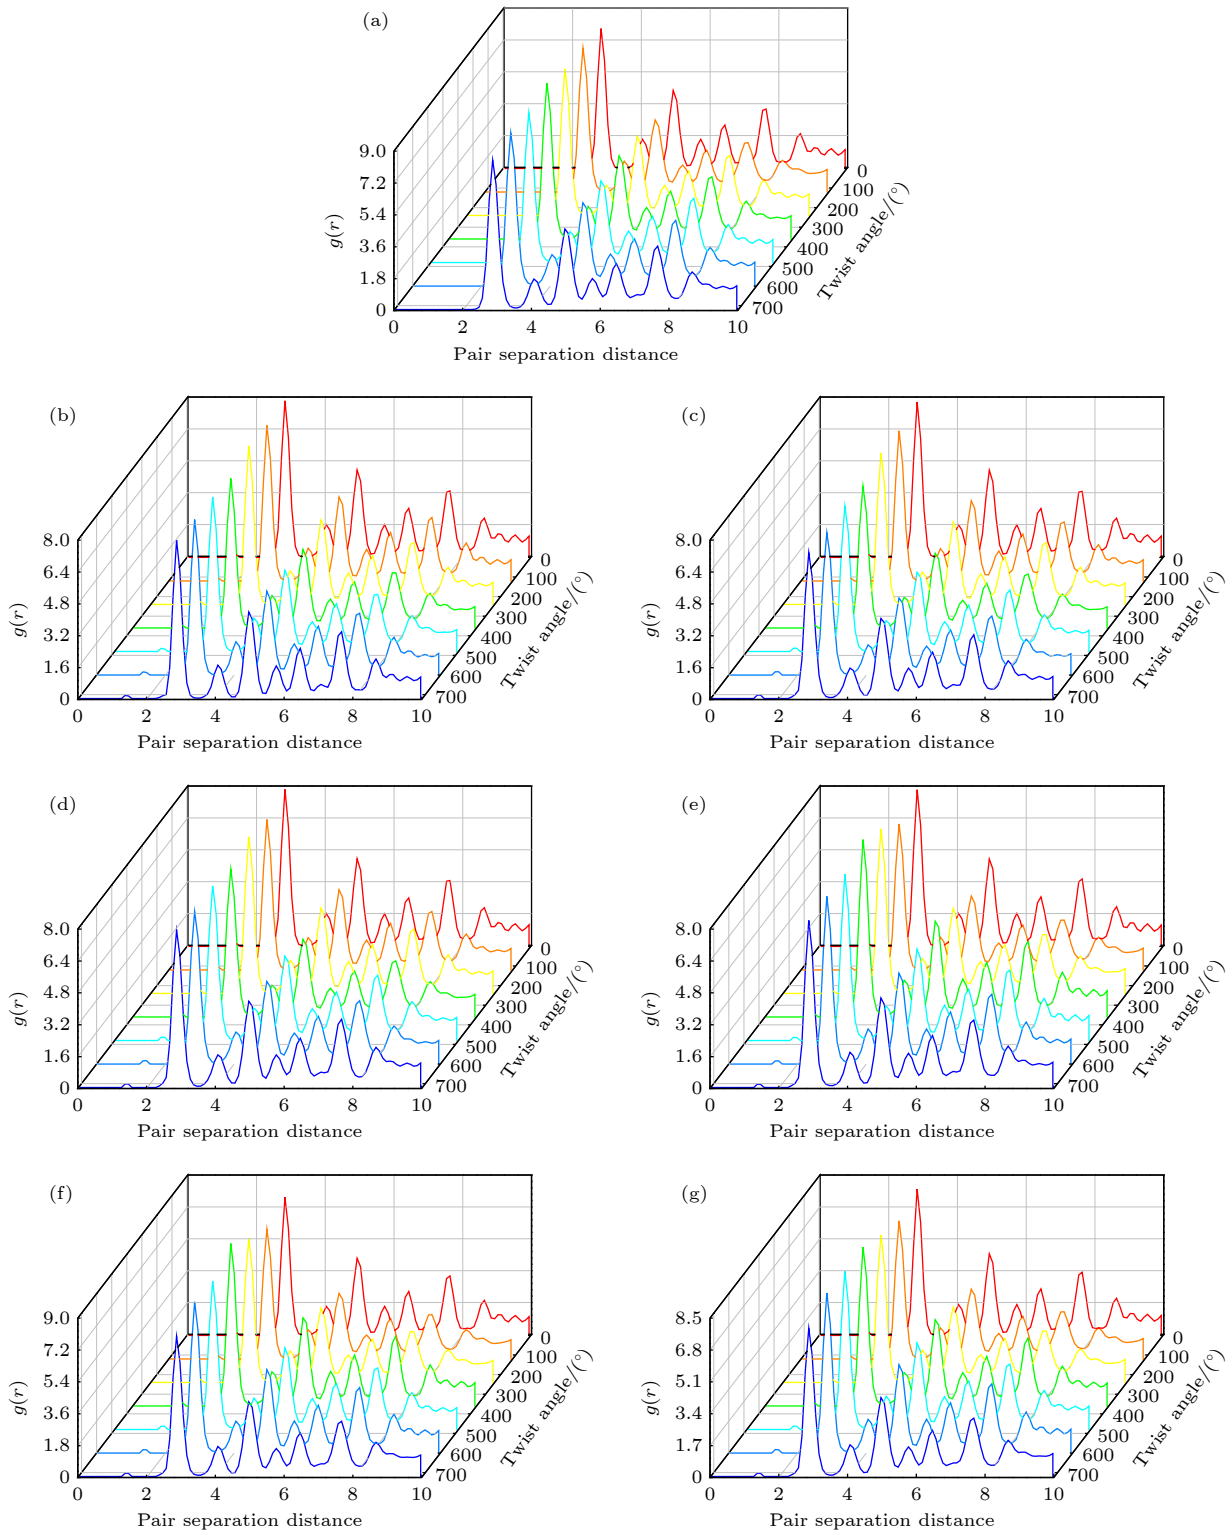 (a)
9.0
7.2
5.4
3.6
1.8
0
g(r)
0 2 4 6 8 10
Pair separation distance
0
100
200
300
400
500
600
700
Twist angle/(°)
(b)
8.0
6.4
4.8
3.2
1.6
0
g(r)
0 2 4 6 8 10
Pair separation distance
0
100
200
300
400
500
600
700
Twist angle/(°)
(c)
8.0
6.4
4.8
3.2
1.6
0
g(r)
0 2 4 6 8 10
Pair separation distance
0
100
200
300
400
500
600
700
Twist angle/(°)
(d)
8.0
6.4
4.8
3.2
1.6
0
g(r)
0 2 4 6 8 10
Pair separation distance
0
100
200
300
400
500
600
700
Twist angle/(°)
(e)
8.0
6.4
4.8
3.2
1.6
0
g(r)
0 2 4 6 8 10
Pair separation distance
0
100
200
300
400
500
600
700
Twist angle/(°)
(f)
9.0
7.2
5.4
3.6
1.8
0
g(r)
0 2 4 6 8 10
Pair separation distance
0
100
200
300
400
500
600
700
Twist angle/(°)
(g)
8.5
6.8
5.1
3.4
1.7
0
g(r)
0 2 4 6 8 10
Pair separation distance
0
100
200
300
400
500
600
700
Twist angle/(°)